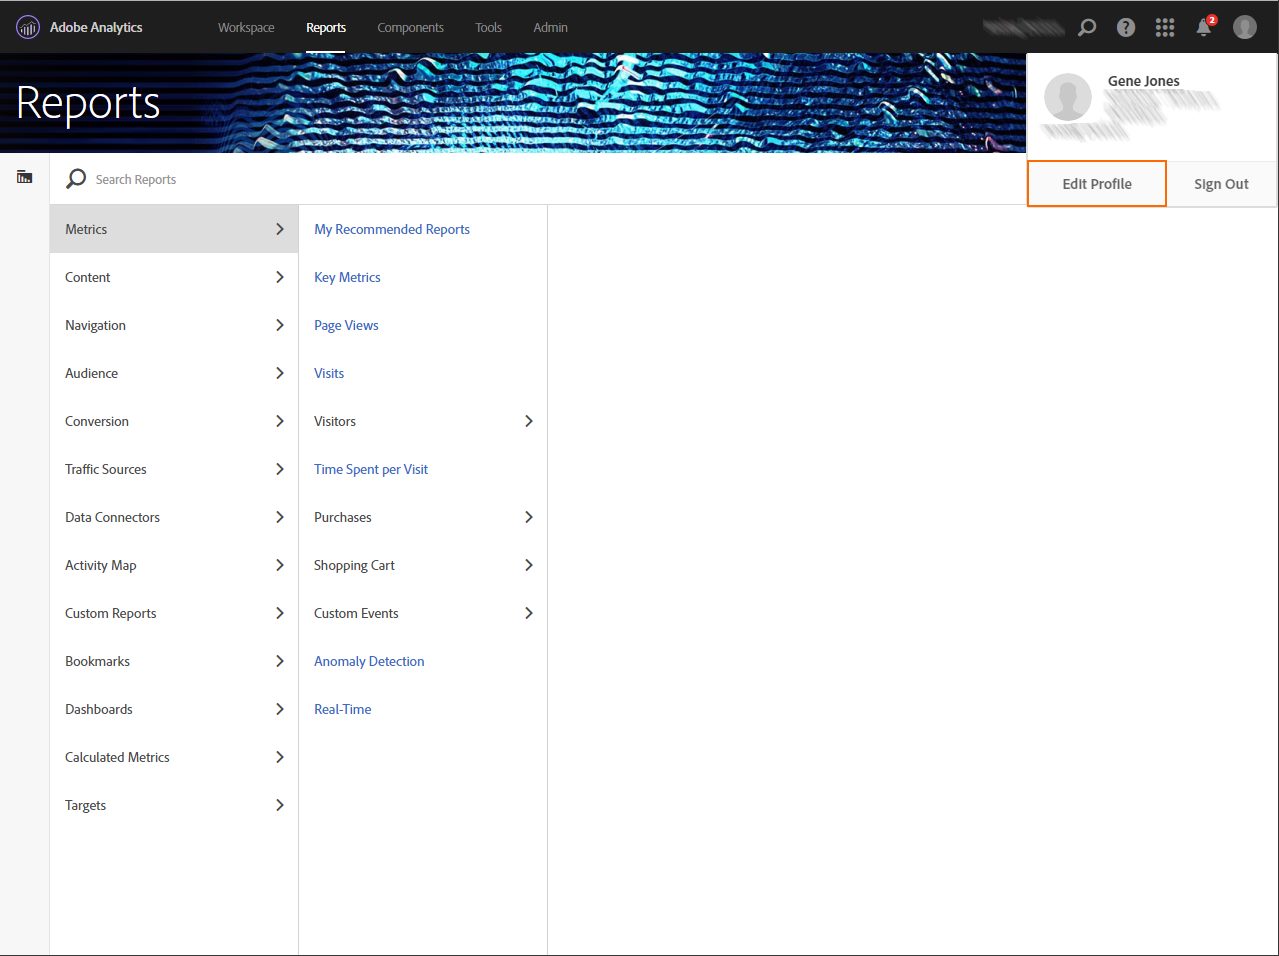 Adobe Analytics Workspace Reports Components Tools Admin ? 2
Reports
Gene Jones
Edit Profile Sign Out
Search Reports
Metrics
Content
Navigation
Audience
Conversion
Traffic Sources
Data Connectors
Activity Map
Custom Reports
Bookmarks
Dashboards
Calculated Metrics
Targets
My Recommended Reports
Key Metrics
Page Views
Visits
Visitors
Time Spent per Visit
Purchases
Shopping Cart
Custom Events
Anomaly Detection
Real-Time